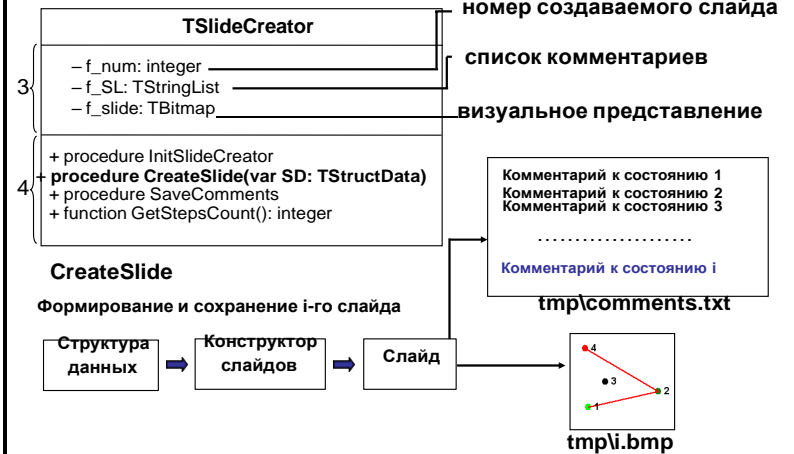 номер создаваемого слайда
TSlideCreator
3
– f_num: integer
список комментариев
– f_SL: TStringList
– f_slide: TBitmap
визуальное представление
4
+ procedure InitSlideCreator
+ procedure CreateSlide(var SD: TStructData)
+ procedure SaveComments
+ function GetStepsCount(): integer
Комментарий к состоянию 1
Комментарий к состоянию 2
Комментарий к состоянию 3
.....................
Комментарий к состоянию i
tmp\comments.txt
CreateSlide
Формирование и сохранение i-го слайда
Структура
данных
Конструктор
слайдов
Слайд
4
3
2
1
tmp\i.bmp